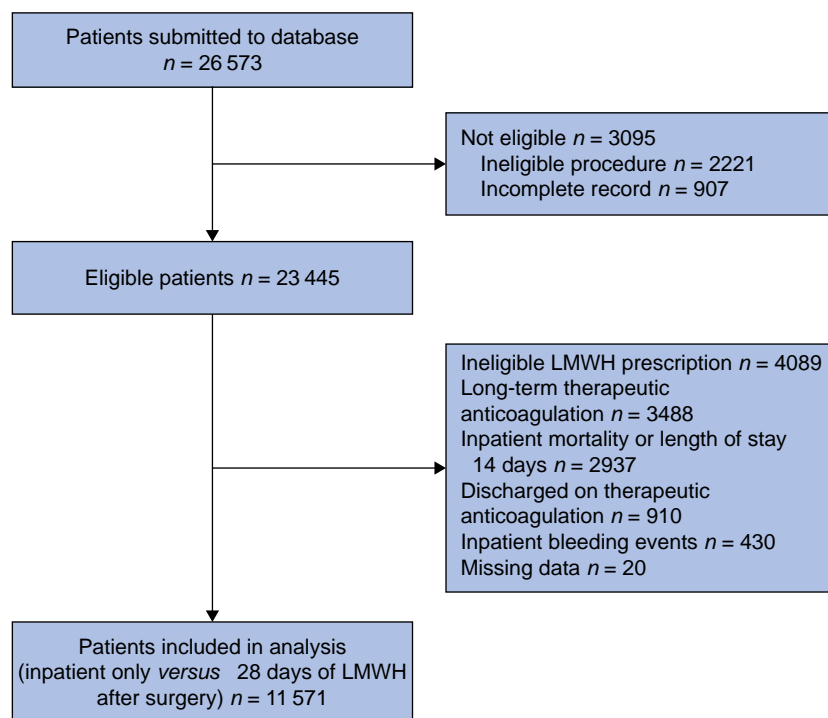 Patients submitted to database
n = 26 573
Not eligible n = 3095
Ineligible procedure n = 2221
Incomplete record n = 907
Eligible patients n = 23 445
Ineligible LMWH prescription n = 4089
Long-term therapeutic
anticoagulation n = 3488
Inpatient mortality or length of stay
14 days n = 2937
Discharged on therapeutic
anticoagulation n = 910
Inpatient bleeding events n = 430
Missing data n = 20
Patients included in analysis
(inpatient only versus 28 days of LMWH
after surgery) n = 11 571